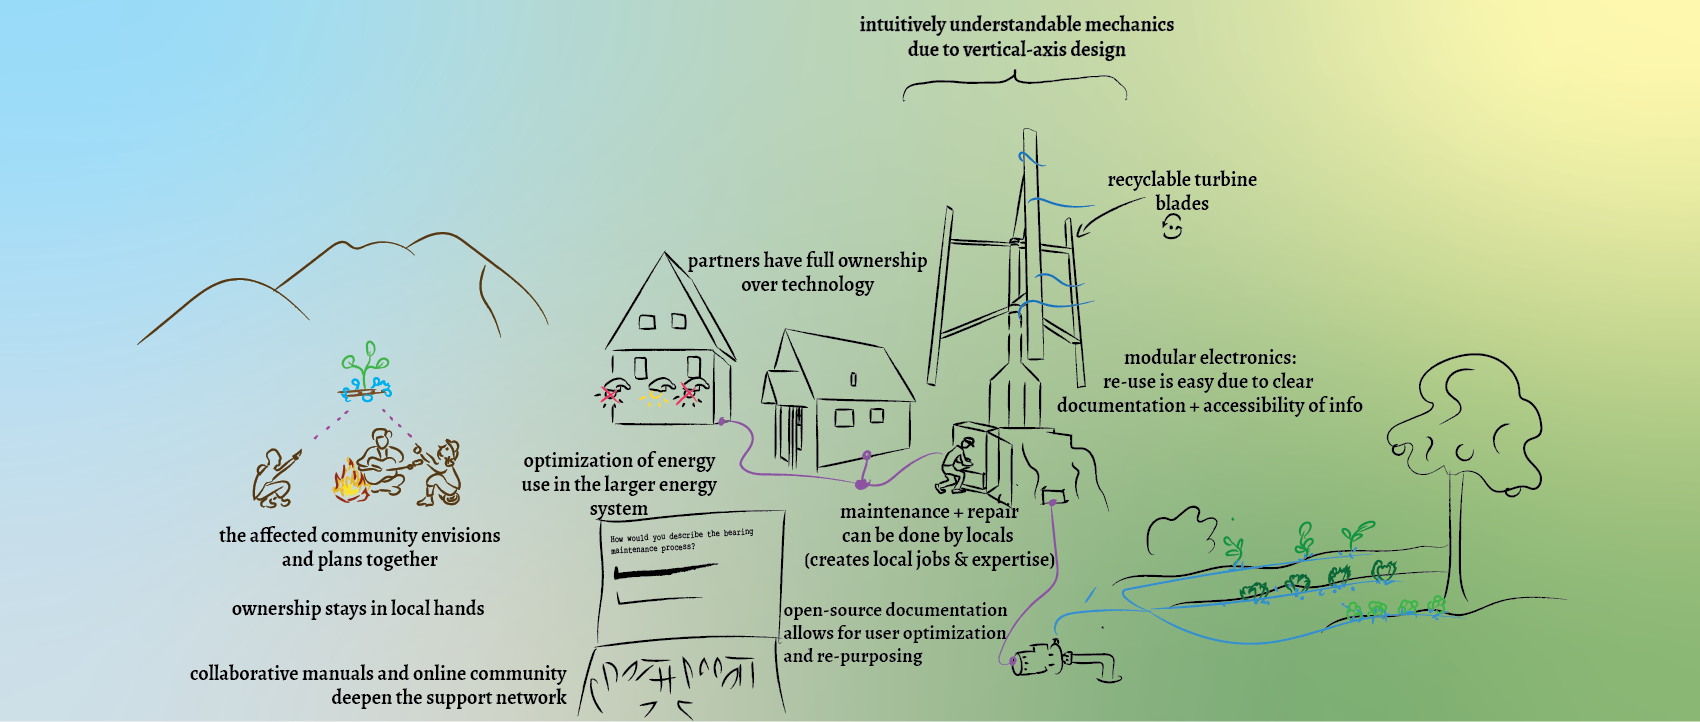 intuitively understandable mechanics
due to vertical-axis design
recyclable turbine
blades
partners have full ownership
over technology
modular electronics:
re-use is easy due to clear
documentation + accessibility of info
optimization of energy
use in the larger energy
system
maintenance + repair
can be done by locals
(creates local jobs & expertise)
the affected community envisions
and plans together
ownership stays in local hands
How would you describe the bearing
maintenance process?
open-source documentation
allows for user optimization
and re-purposing
collaborative manuals and online community
deepen the support network